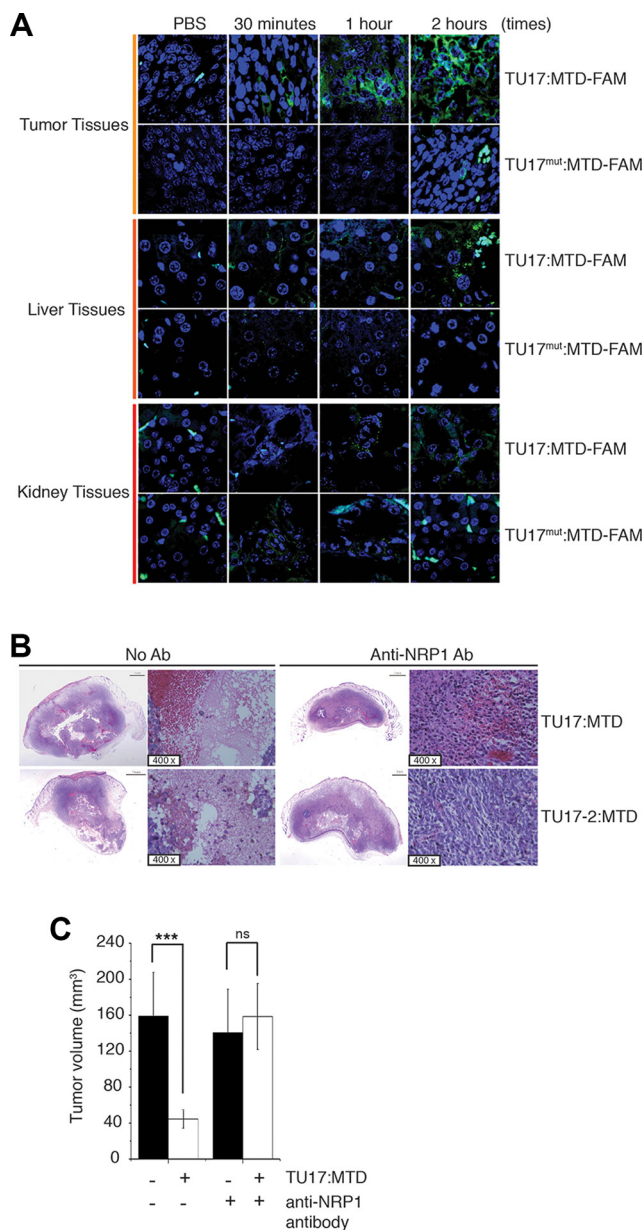 A
PBS 30 minutes 1 hour 2 hours (times)
Tumor Tissues
TU17:MTD-FAM
TU17mut:MTD-FAM
Liver Tissues
TU17:MTD-FAM
TU17mut:MTD-FAM
Kidney Tissues
TU17:MTD-FAM
TU17mut:MTD-FAM
B
No Ab Anti-NRP1 Ab
400 x 400 x TU17:MTD
400 x 400 x TU17-2:MTD
C
Tumor volume (mm³)
240
200
160
120
80
40
0
*** ns
- + - + TU17:MTD
- - + + anti-NRP1
antibody